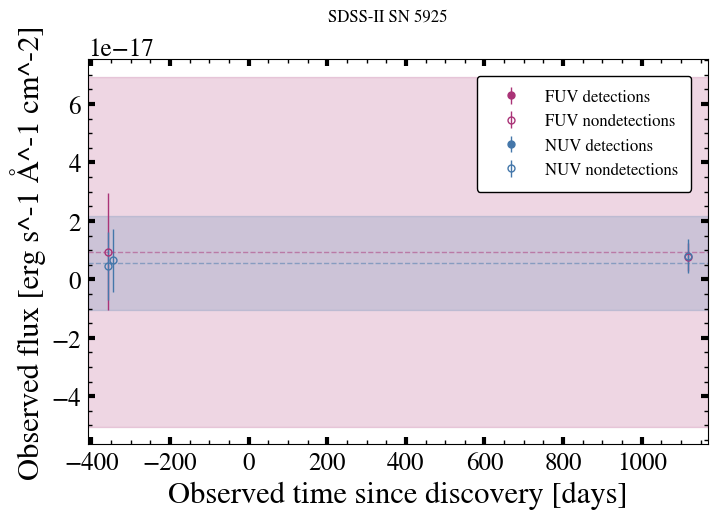 SDSS-II SN 5925
1e−17
6
4
2
0
−2
−4
Observed flux [erg s^-1 Å^-1 cm^-2]
FUV detections
FUV nondetections
NUV detections
NUV nondetections
−400 −200 0 200 400 600 800 1000
Observed time since discovery [days]